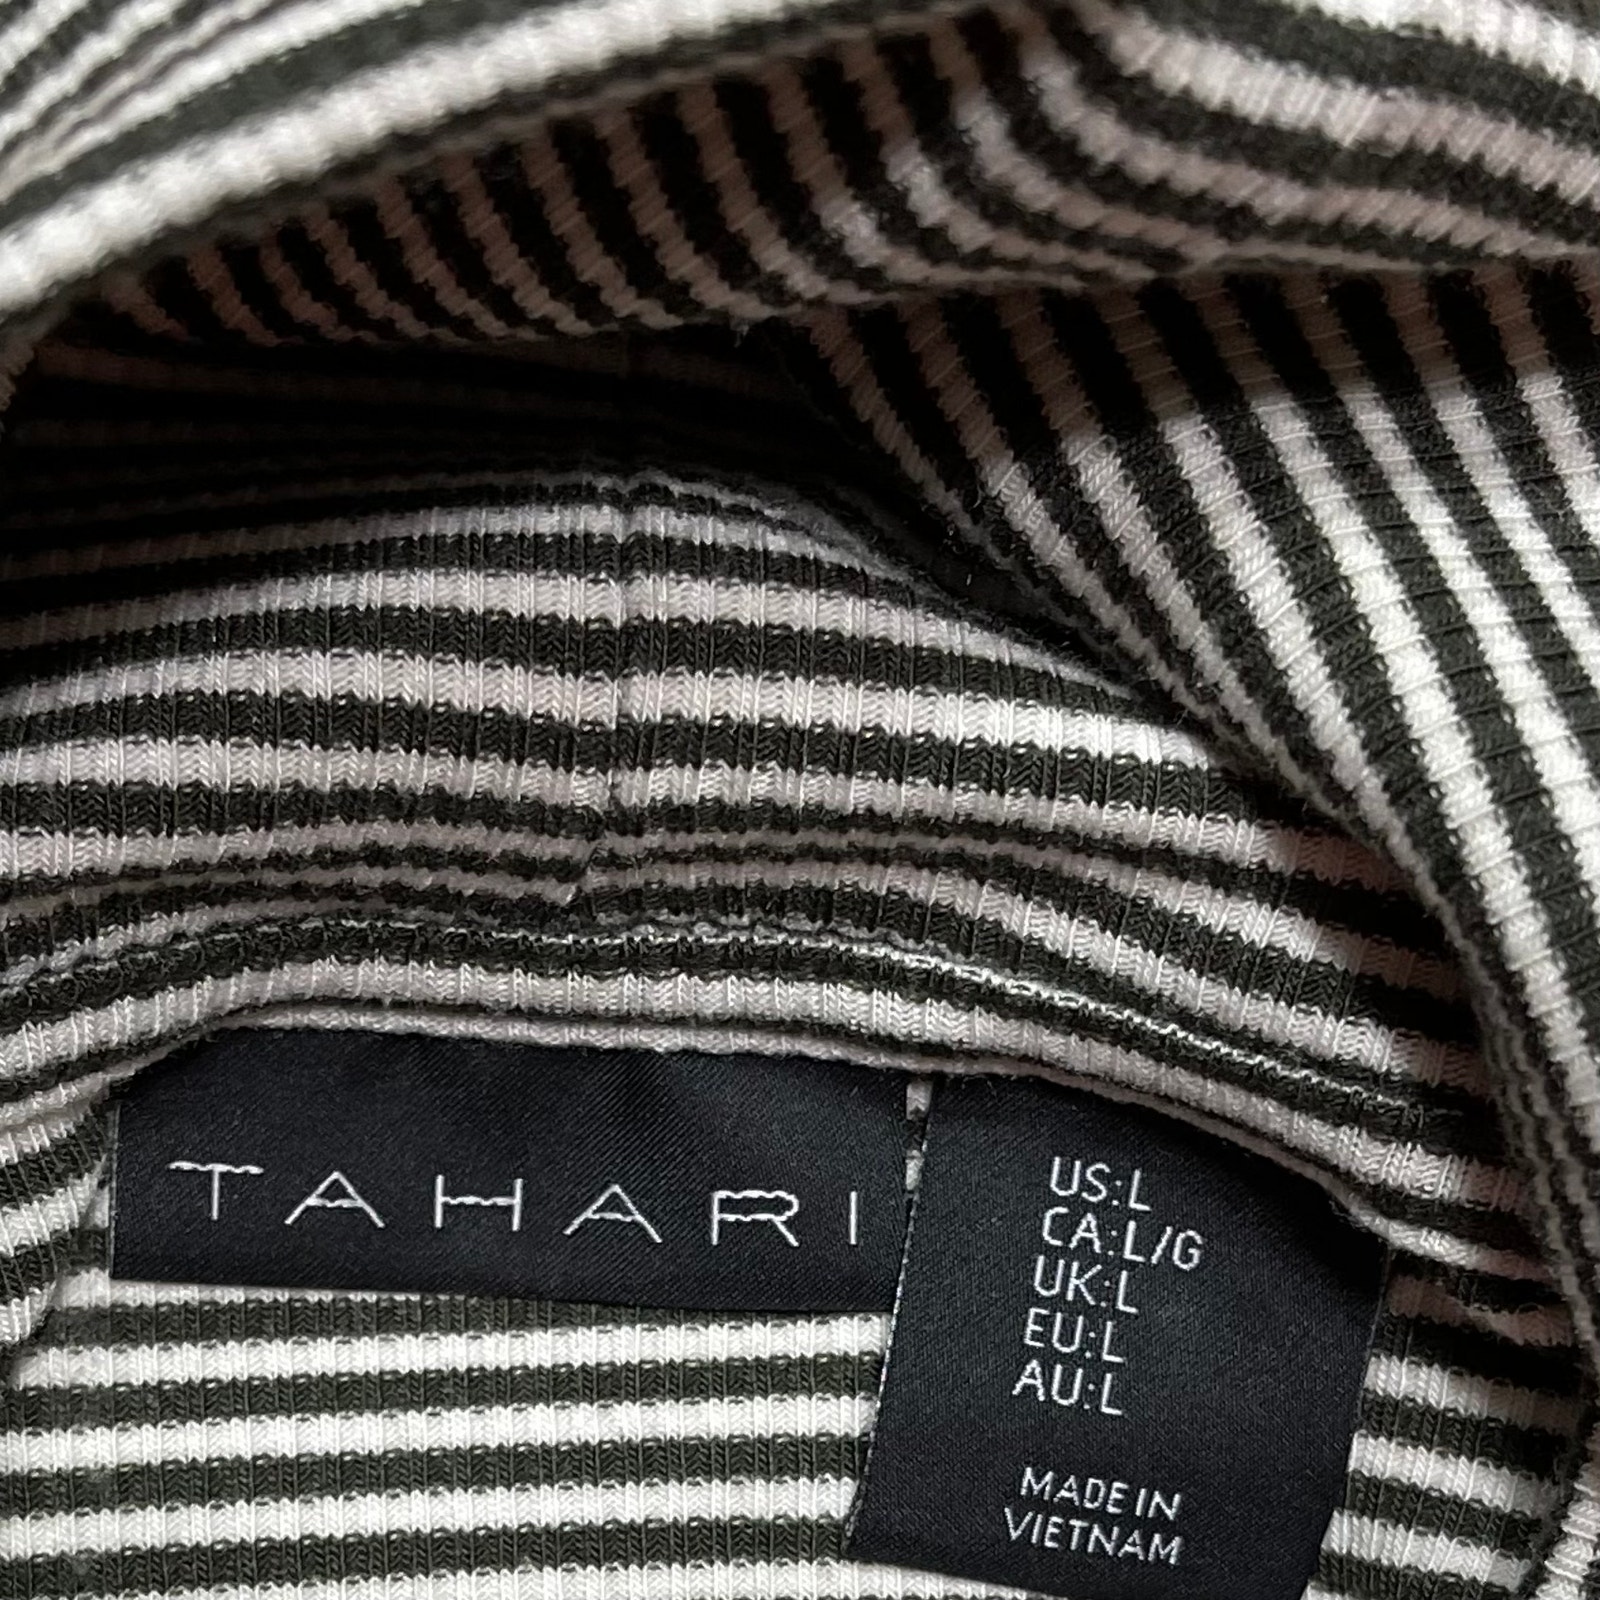 TAHARI
US:L
CA:L/G
UK:L
EU:L
AU:L
MADE IN
VIETNAM